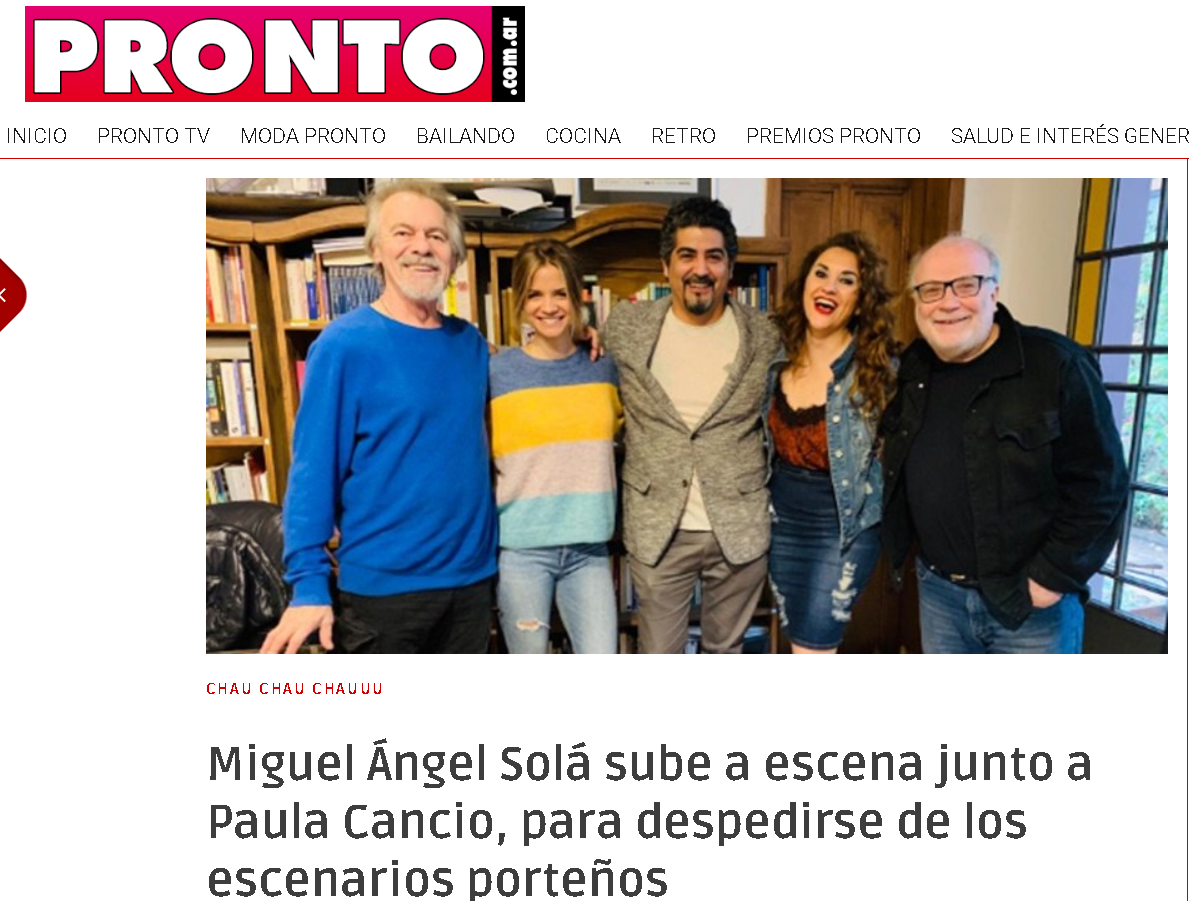 PRONTO .com.ar
INICIO PRONTO TV MODA PRONTO BAILANDO COCINA RETRO PREMIOS PRONTO SALUD E INTERÉS GENER
CHAU CHAU CHAUUU
Miguel Ángel Solá sube a escena junto a
Paula Cancio, para despedirse de los
escenarios porteños